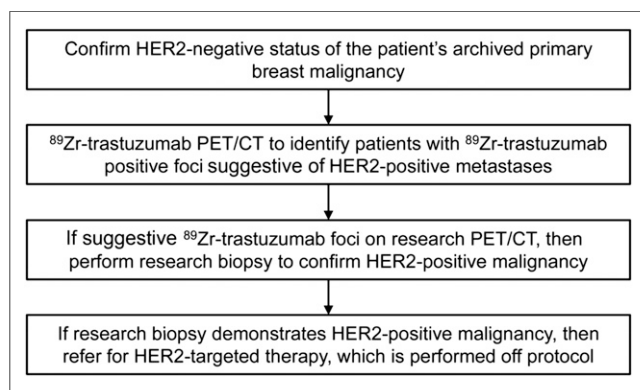 Confirm HER2-negative status of the patient’s archived primary
breast malignancy
⁸⁹Zr-trastuzumab PET/CT to identify patients with ⁸⁹Zr-trastuzumab
positive foci suggestive of HER2-positive metastases
If suggestive ⁸⁹Zr-trastuzumab foci on research PET/CT, then
perform research biopsy to confirm HER2-positive malignancy
If research biopsy demonstrates HER2-positive malignancy, then
refer for HER2-targeted therapy, which is performed off protocol